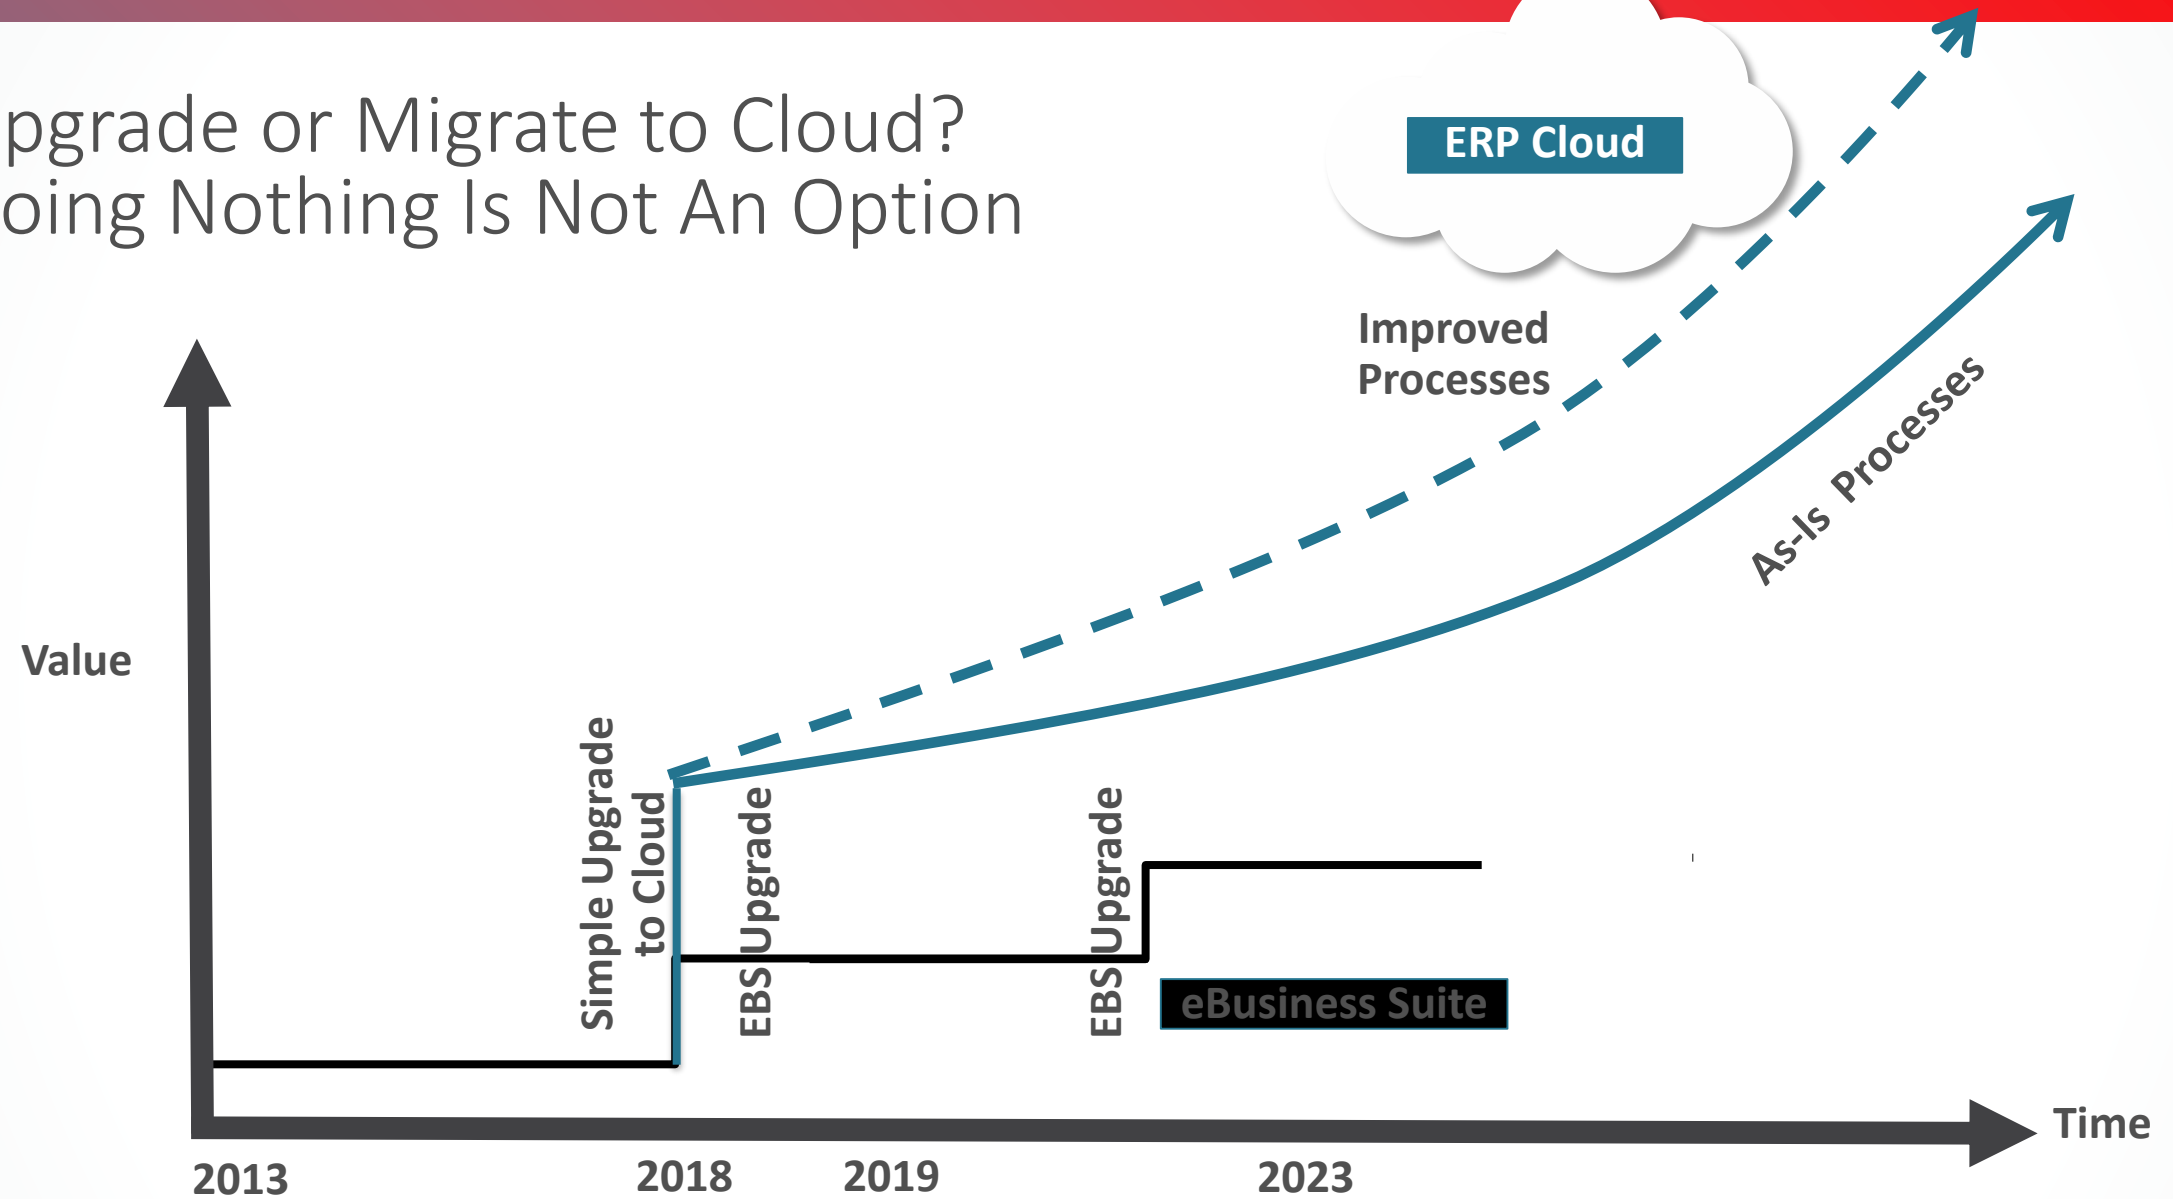 pgrade or Migrate to Cloud?
oing Nothing Is Not An Option
ERP Cloud
Improved
Processes
As-Is Processes
Value
Simple Upgrade
to Cloud
EBS Upgrade
EBS Upgrade
eBusiness Suite
Time
2013
2018
2019
2023